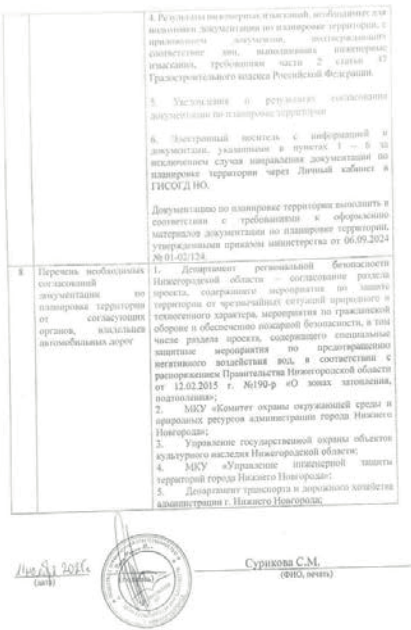 4. Результаты инженерных изысканий, необходимых для
подготовки документации по планировке территории, с
приложением документов, подтверждающих
соответствие лиц, выполнивших инженерные
изыскания, требованиям части 2 статьи 47
Градостроительного кодекса Российской Федерации.
5. Уведомления о результатах согласования
документации по планировке территории
6. Электронный носитель с информацией и
документами, указанными в пунктах 1 – 6 за
исключением случая направления документации по
планировке территории через Личный кабинет в
ГИСОГД НО.
Документацию по планировке территории выполнить в
соответствии с требованиями к оформлению
материалов документации по планировке территории,
утвержденными приказом министерства от 06.09.2024
№ 01-02/124.
8
Перечень необходимых
согласований
документации по
планировке территории
от согласующих
органов, владельцев
автомобильных дорог
1. Департамент региональной безопасности
Нижегородской области – согласование раздела
проекта, содержащего мероприятия по защите
территории от чрезвычайных ситуаций природного и
техногенного характера, мероприятия по гражданской
обороне и обеспечению пожарной безопасности, в том
числе раздела проекта, содержащего специальные
защитные мероприятия по предотвращению
негативного воздействия вод, в соответствии с
распоряжением Правительства Нижегородской области
от 12.02.2015 г. №190-р «О зонах затопления,
подтопления»;
2. МКУ «Комитет охраны окружающей среды и
природных ресурсов администрации города Нижнего
Новгорода»;
3. Управление государственной охраны объектов
культурного наследия Нижегородской области;
4. МКУ «Управление инженерной защиты
территорий города Нижнего Новгорода»;
5. Департамент транспорта и дорожного хозяйства
администрации г. Нижнего Новгорода;
Сурикова С.М.
(дата)
(подпись)
(ФИО, печать)